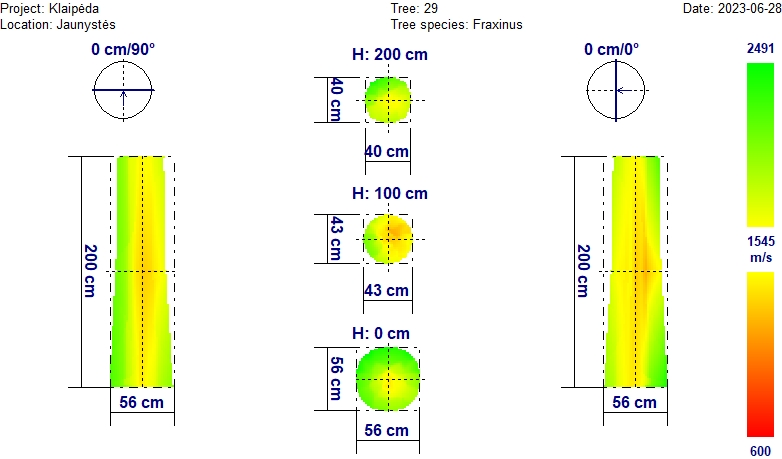 Project: Klaipéda
Tree: 29
Date: 2023-06-28
Location: Jaunystés
Tree species: Fraxinus
0 cm/90°
H: 200 cm
0 cm/0°
2491
40 cm
40 cm
H: 100 cm
43 cm
43 cm
200 cm
200 cm
1545
m/s
H: 0 cm
56 cm
56 cm
56 cm
56 cm
600